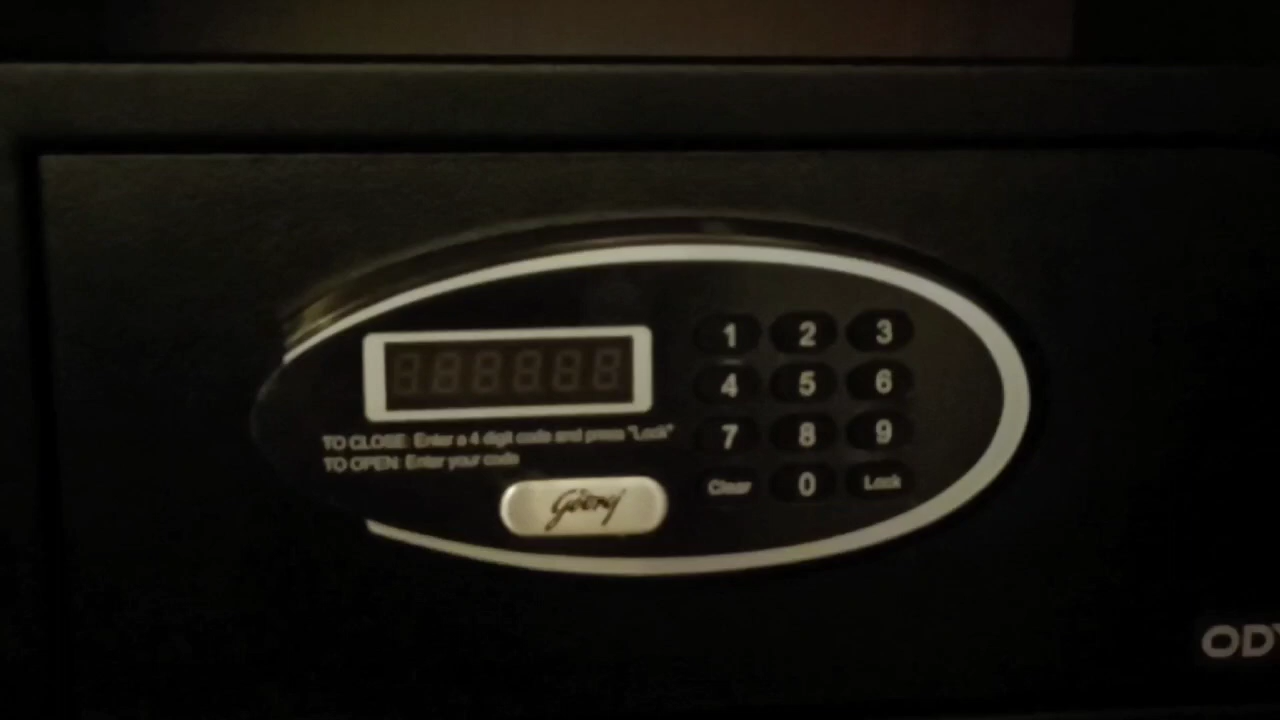 1 2 3
4 5 6
TO CLOSE: Enter a 4 digit code and press "Lock"
TO OPEN: Enter your code
7 8 9
Clear 0 Lock
Godrej